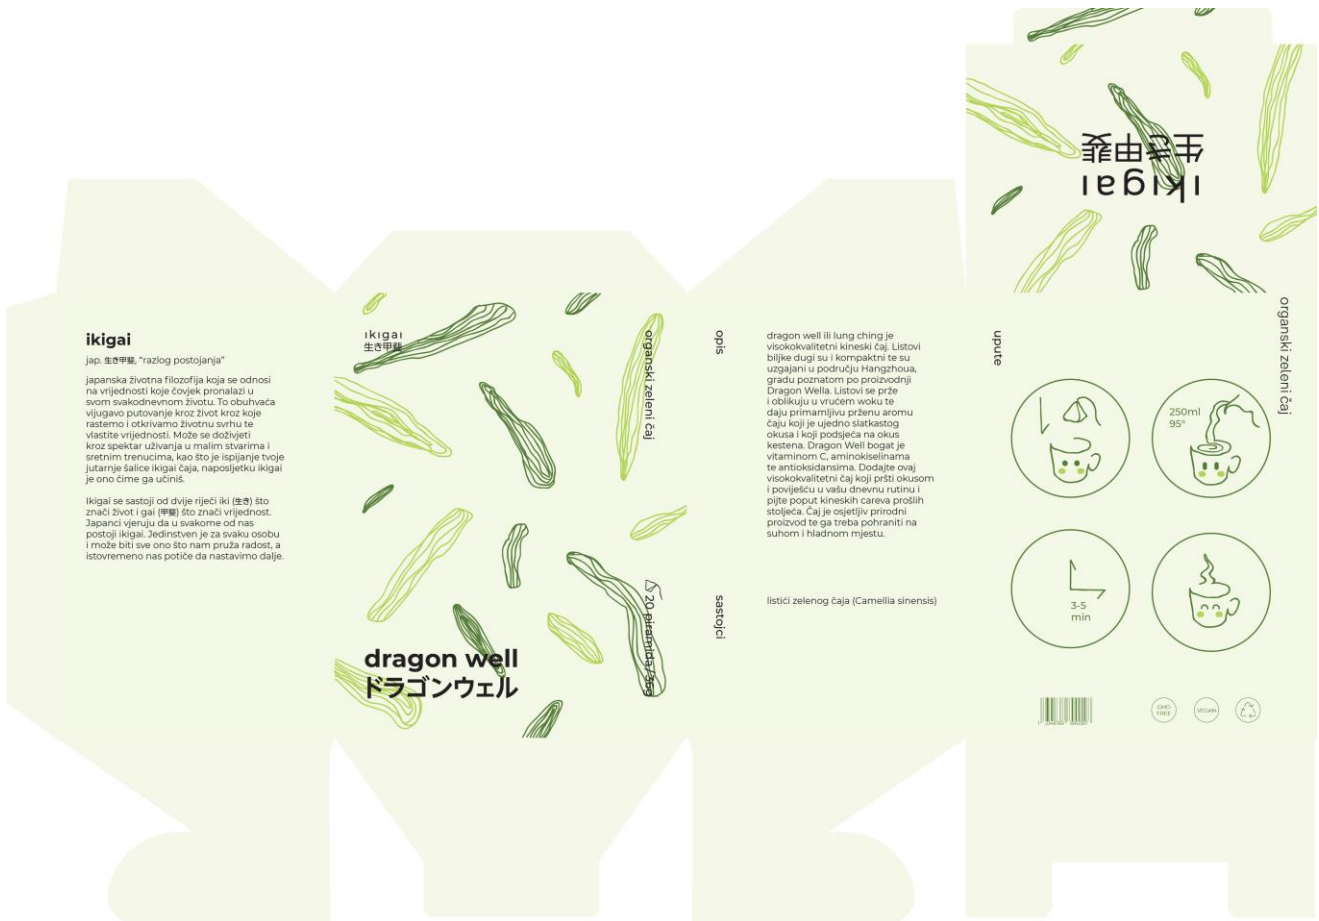 ikigai
jap. 生き甲斐, "razlog postojanja"
japanska životna filozofija koja se odnosi
na vrijednosti koje čovjek pronalazi u
svom svakodnevnom životu. To obuhvaća
vijugavo putovanje kroz život kroz koje
rastemo i otkrivamo životnu svrhu te
vlastite vrijednosti. Može se doživjeti
kroz spektar uživanja u malim stvarima i
sretnim trenucima, kao što je ispijanje tvoje
jutarnje šalice ikigai čaja, naposljetku ikigai
je ono čime ga učiniš.
Ikigai se sastoji od dvije riječi iki (生き) što
znači život i gai (甲斐) što znači vrijednost.
Japanci vjeruju da u svakome od nas
postoji ikigai. Jedinstven je za svaku osobu
i može biti sve ono što nam pruža radost, a
istovremeno nas potiče da nastavimo dalje.
ikigai
生き甲斐
organski zeleni čaj
20 piramida/36g
dragon well
ドラゴンウェル
opis
dragon well ili lung ching je
visokokvalitetni kineski čaj. Listovi
biljke dugi su i kompaktni te su
uzgajani u području Hangzhoua,
gradu poznatom po proizvodnji
Dragon Wella. Listovi se prže
i oblikuju u vrućem woku te
daju primamljivu prženu aromu
čaju koji je ujedno slatkastog
okusa i koji podsjeća na okus
kestena. Dragon Well bogat je
vitaminom C, aminokiselinama
te antioksidansima. Dodajte ovaj
visokokvalitetni čaj koji pršti okusom
i poviješću u vašu dnevnu rutinu i
pijte poput kineskih careva prošlih
stoljeća. Čaj je osjetljiv prirodni
proizvod te ga treba pohraniti na
suhom i hladnom mjestu.
sastojci
listići zelenog čaja (Camellia sinensis)
ikigai
生き甲斐
organski zeleni čaj
upute
250ml
95°
3-5
min
GMO
FREE
VEGAN